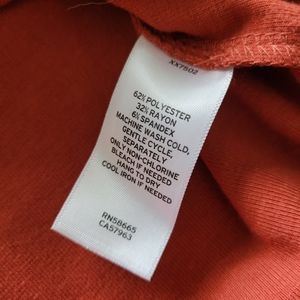 XX7502
62% POLYESTER
32% RAYON
6% SPANDEX
MACHINE WASH COLD,
GENTLE CYCLE,
SEPARATELY
ONLY NON-CHLORINE
BLEACH IF NEEDED
HANG TO DRY
COOL IRON IF NEEDED
RN58665
CA57963